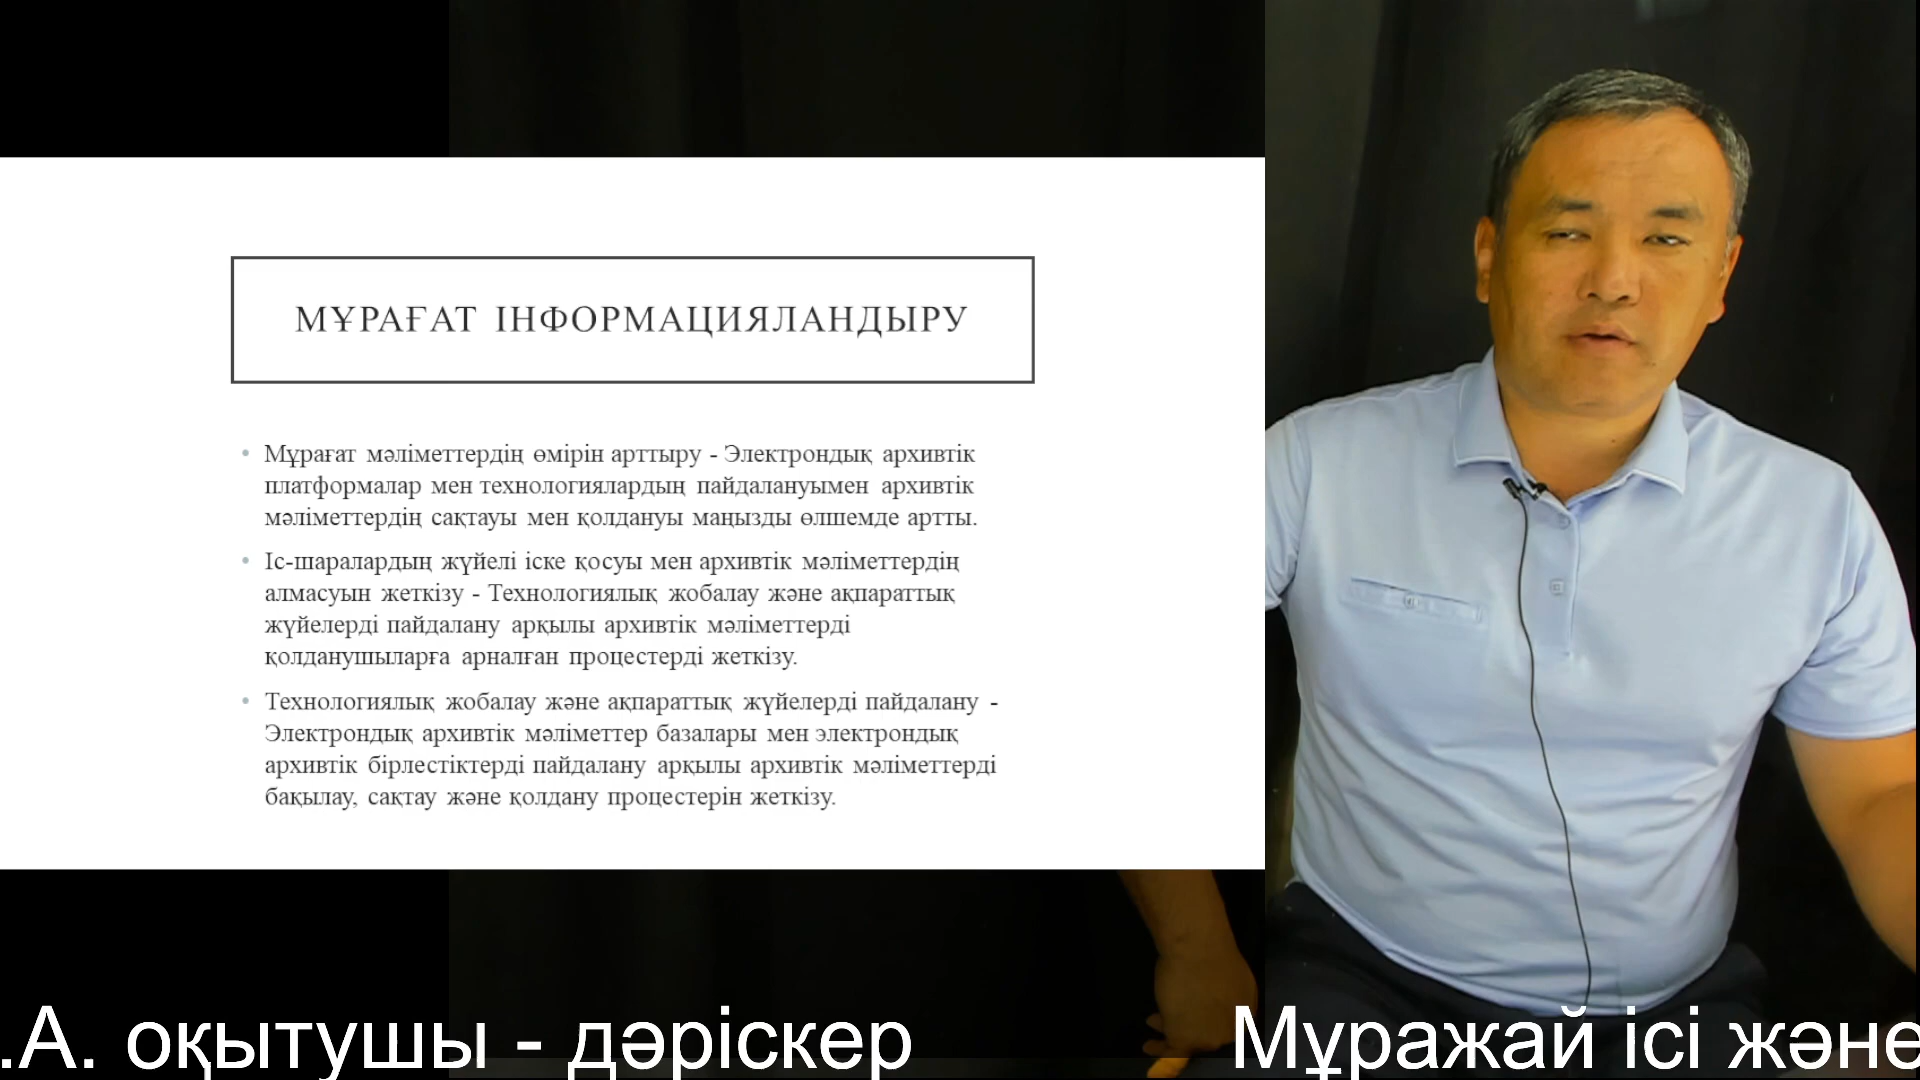 МҰРАҒАТ ІНФОРМАЦИЯЛАНДЫРУ
• Мұрағат мәліметтердің өмірін арттыру - Электрондық архивтік
платформалар мен технологиялардың пайдалануымен архивтік
мәліметтердің сақтауы мен қолдануы маңызды өлшемде артты.
• Іс-шаралардың жүйелі іске қосуы мен архивтік мәліметтердің
алмасуын жеткізу - Технологиялық жобалау және ақпараттық
жүйелерді пайдалану арқылы архивтік мәліметтерді
қолданушыларға арналған процестерді жеткізу.
• Технологиялық жобалау және ақпараттық жүйелерді пайдалану -
Электрондық архивтік мәліметтер базалары мен электрондық
архивтік бірлестіктерді пайдалану арқылы архивтік мәліметтерді
бақылау, сақтау және қолдану процестерін жеткізу.
.А. оқытушы - дәріскер Мұражай ісі және